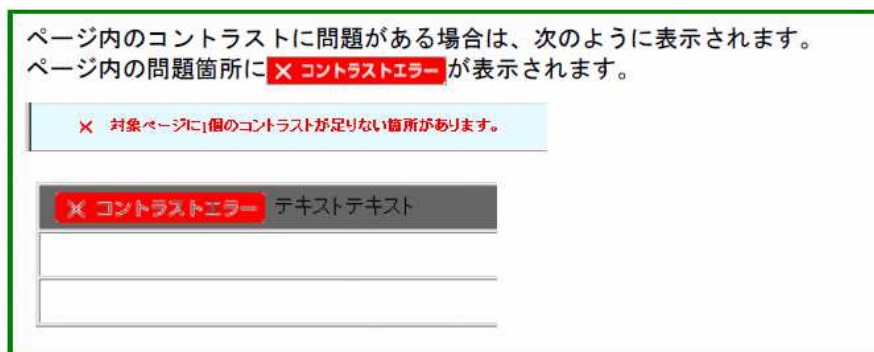 ページ内のコントラストに問題がある場合は、次のように表示されます。
ページ内の問題箇所に× コントラストエラーが表示されます。
× 対象ページに1個のコントラストが足りない箇所があります。
× コントラストエラー テキストテキスト